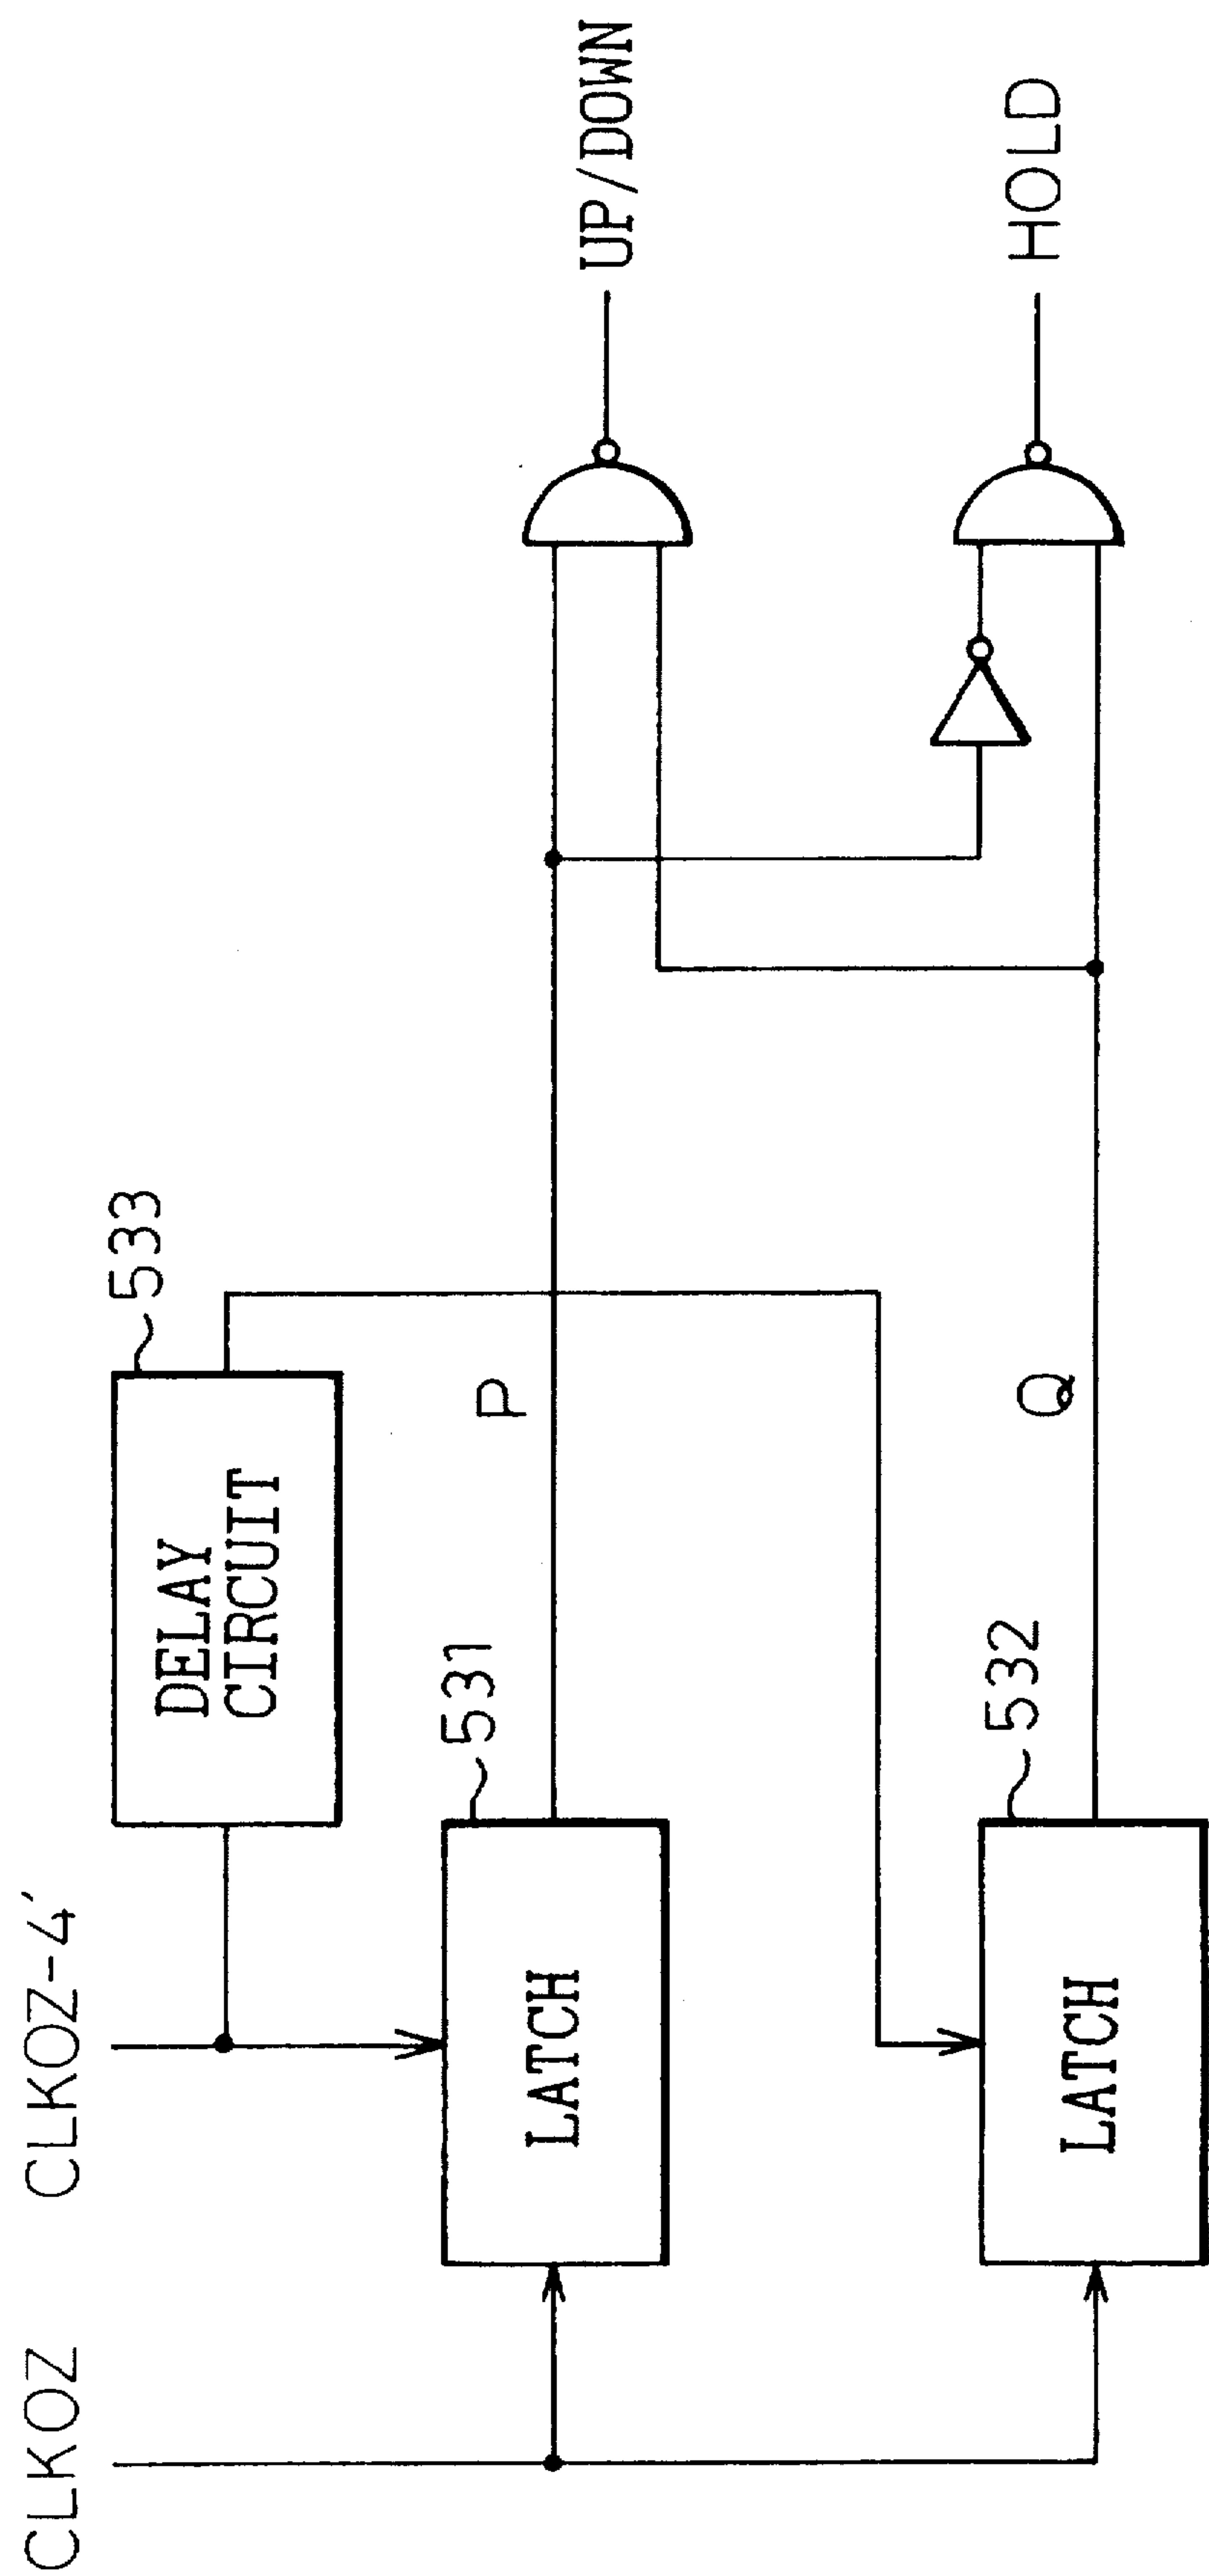 CLKOZ
CLKOZ-4'
DELAY
CIRCUIT
533
LATCH
531
P
UP/DOWN
LATCH
532
Q
HOLD